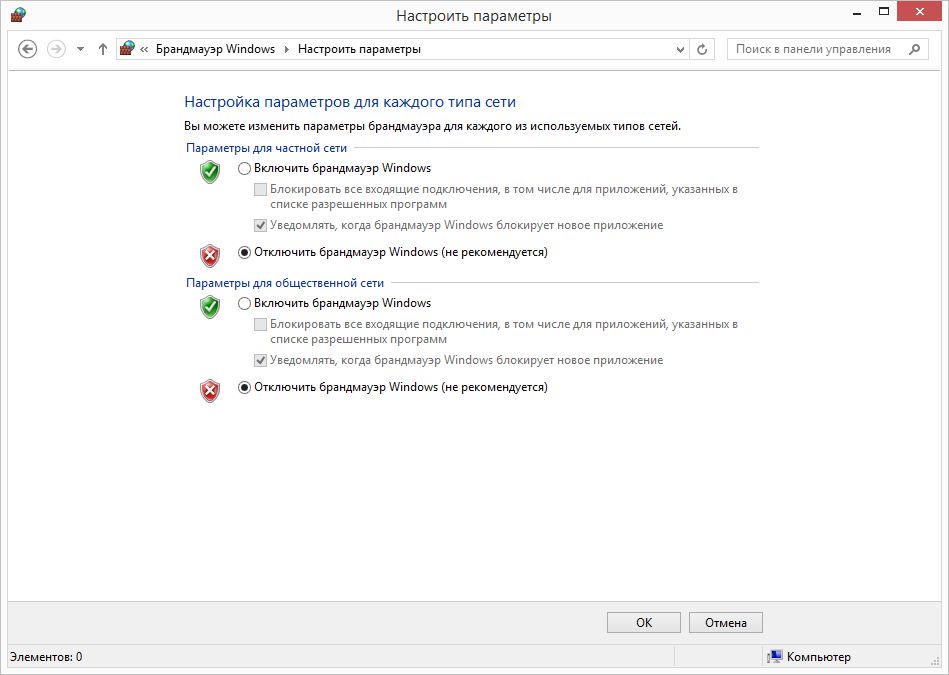 Настроить параметры
« Брандмауэр Windows ▸ Настроить параметры
Поиск в панели управления
Настройка параметров для каждого типа сети
Вы можете изменить параметры брандмауэра для каждого из используемых типов сетей.
Параметры для частной сети
Включить брандмауэр Windows
Блокировать все входящие подключения, в том числе для приложений, указанных в
списке разрешенных программ
Уведомлять, когда брандмауэр Windows блокирует новое приложение
Отключить брандмауэр Windows (не рекомендуется)
Параметры для общественной сети
Включить брандмауэр Windows
Блокировать все входящие подключения, в том числе для приложений, указанных в
списке разрешенных программ
Уведомлять, когда брандмауэр Windows блокирует новое приложение
Отключить брандмауэр Windows (не рекомендуется)
ОК
Отмена
Элементов: 0
Компьютер